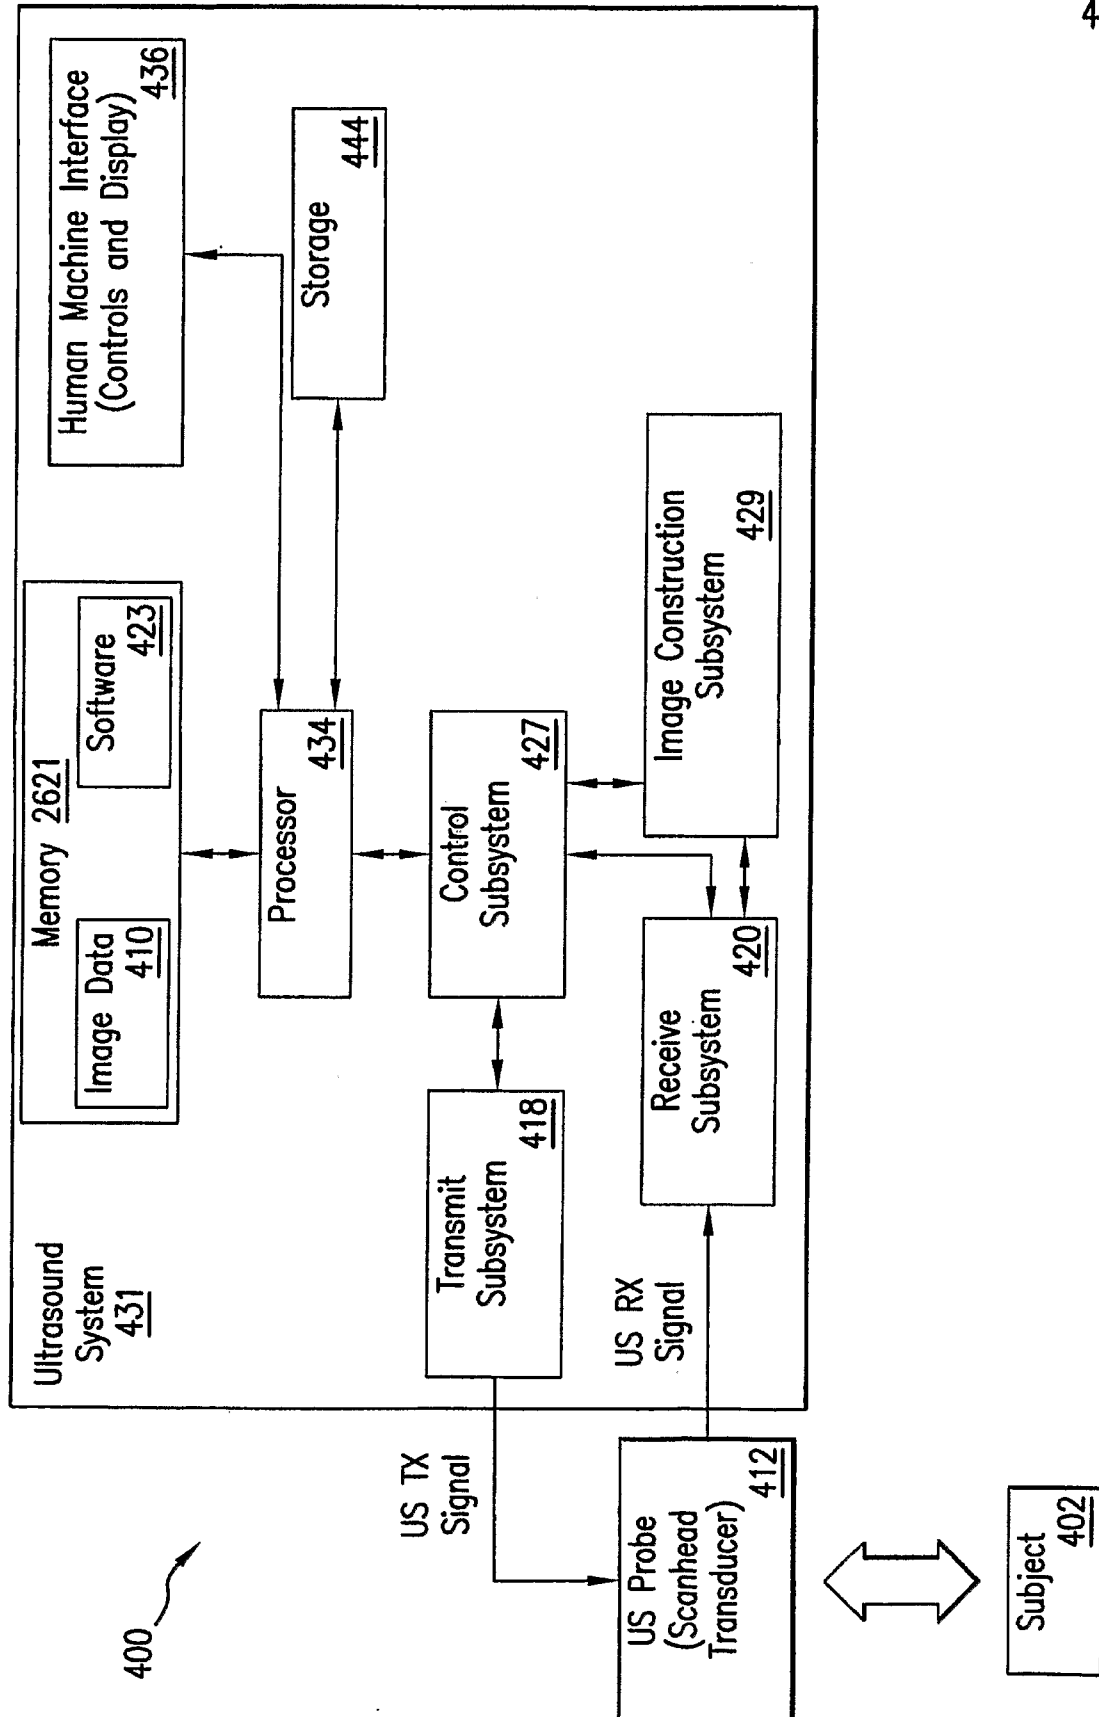 400
Ultrasound
System
431
Memory 2621
Image Data
410
Software
423
Human Machine Interface
(Controls and Display)
436
Processor
434
Storage
444
Transmit
Subsystem
418
Control
Subsystem
427
US TX
Signal
US RX
Signal
Receive
Subsystem
420
Image Construction
Subsystem
429
US Probe
(Scanhead
Transducer)
412
Subject
402
4